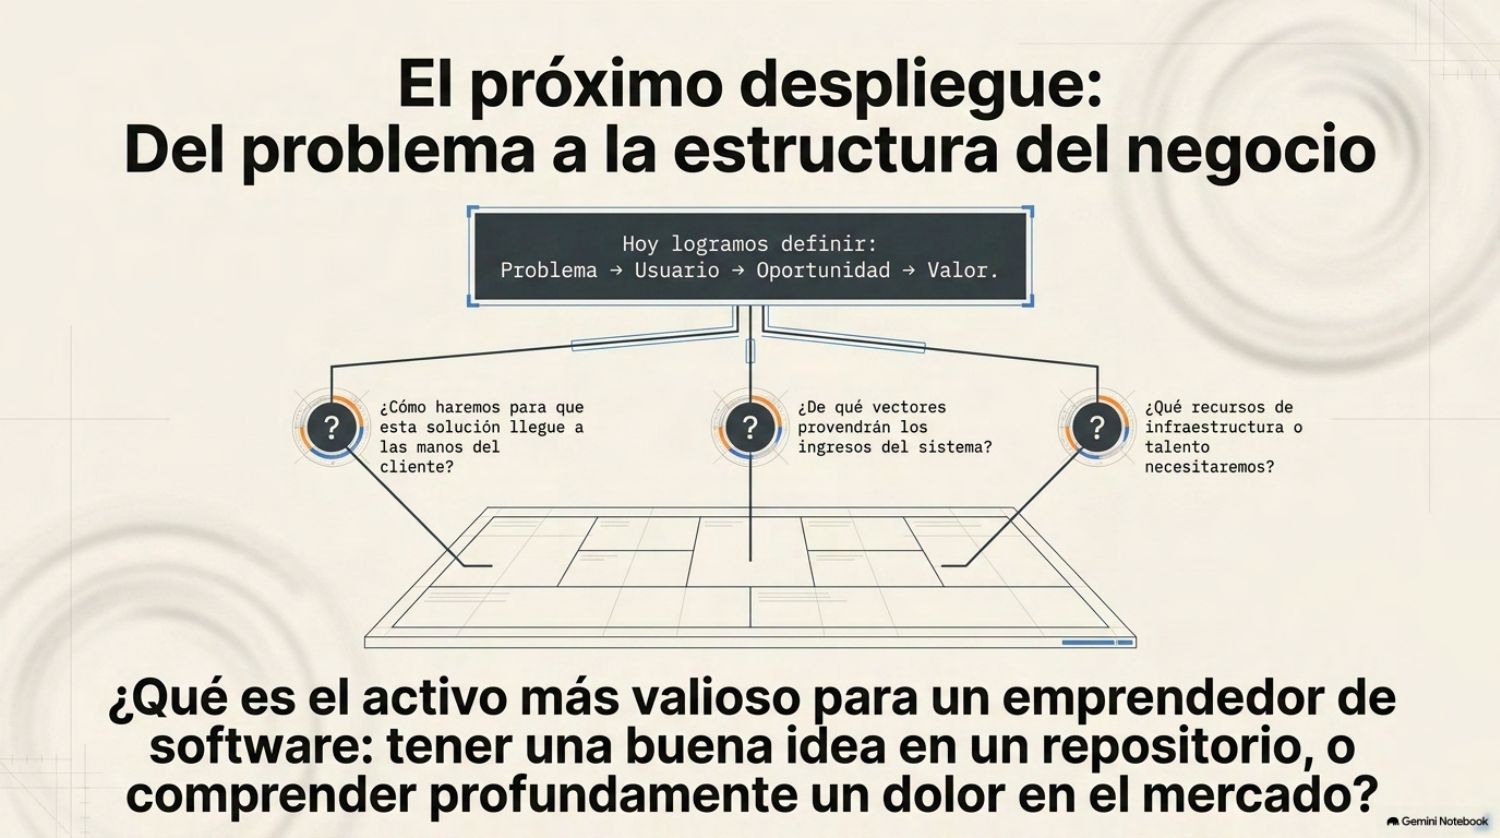 El próximo despliegue:
Del problema a la estructura del negocio
Hoy logramos definir:
Problema → Usuario → Oportunidad → Valor.
?
¿Cómo haremos para que
esta solución llegue a
las manos del
cliente?
?
¿De qué vectores
provendrán los
ingresos del sistema?
?
¿Qué recursos de
infraestructura o
talento
necesitaremos?
¿Qué es el activo más valioso para un emprendedor de
software: tener una buena idea en un repositorio, o
comprender profundamente un dolor en el mercado?
Gemini Notebook